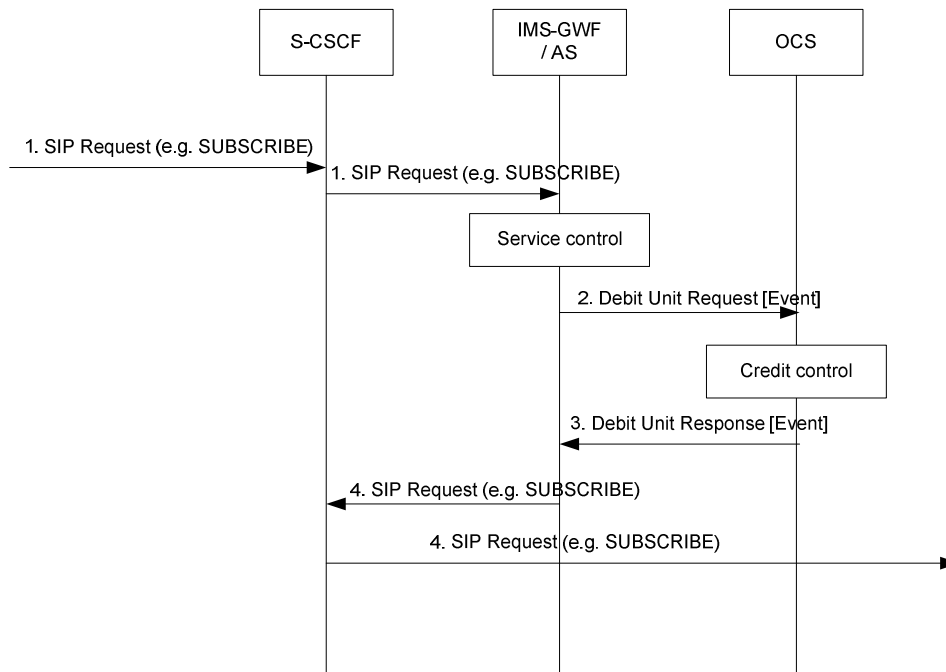 S-CSCF
IMS-GWF
/ AS
OCS
1. SIP Request (e.g. SUBSCRIBE)
1. SIP Request (e.g. SUBSCRIBE)
Service control
2. Debit Unit Request [Event]
Credit control
3. Debit Unit Response [Event]
4. SIP Request (e.g. SUBSCRIBE)
4. SIP Request (e.g. SUBSCRIBE)